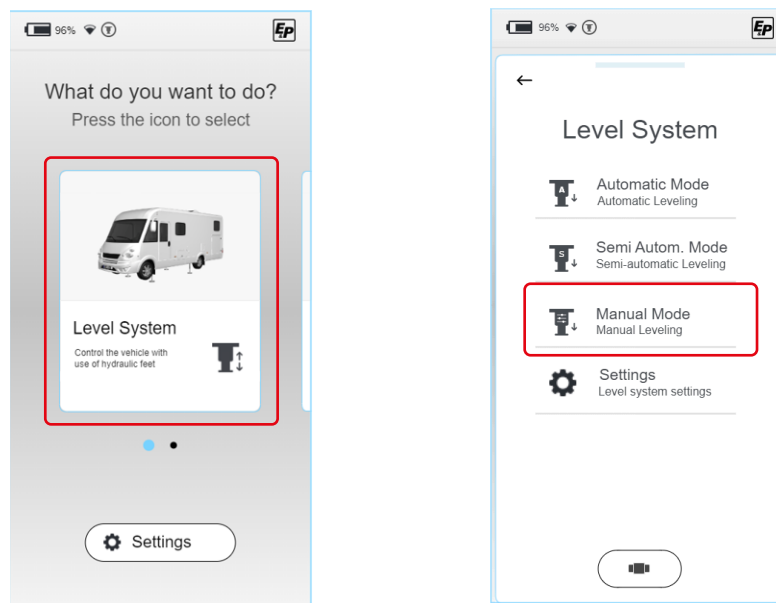 96%
E&P
What do you want to do?
Press the icon to select
Level System
Control the vehicle with
use of hydraulic feet
Settings
96%
E&P
Level System
A
Automatic Mode
Automatic Leveling
S
Semi Autom. Mode
Semi-automatic Leveling
Manual Mode
Manual Leveling
Settings
Level system settings